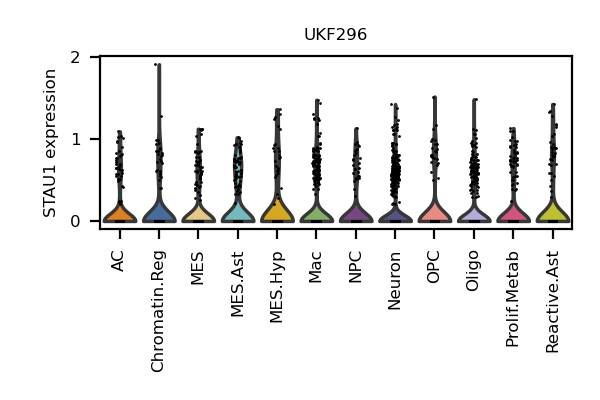 UKF296
STAU1 expression
2
1
0
AC
Chromatin.Reg
MES
MES.Ast
MES.Hyp
Mac
NPC
Neuron
OPC
Oligo
Prolif.Metab
Reactive.Ast